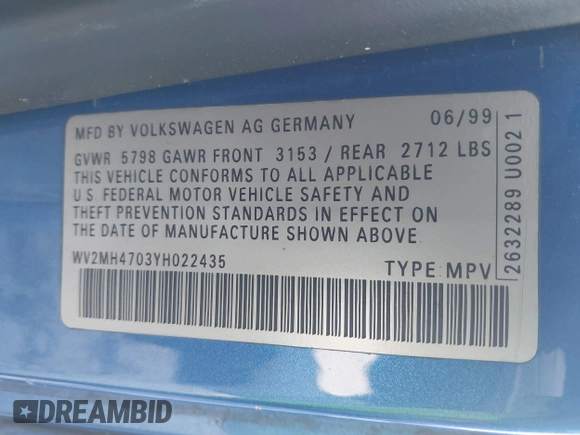 MFD BY VOLKSWAGEN AG GERMANY 06/99
GVWR 5798 GAWR FRONT 3153 / REAR 2712 LBS
THIS VEHICLE CONFORMS TO ALL APPLICABLE
U.S. FEDERAL MOTOR VEHICLE SAFETY AND
THEFT PREVENTION STANDARDS IN EFFECT ON
THE DATE OF MANUFACTURE SHOWN ABOVE.
WV2MH4703YH022435 TYPE: MPV
2632289 U002 1
DREAMBID